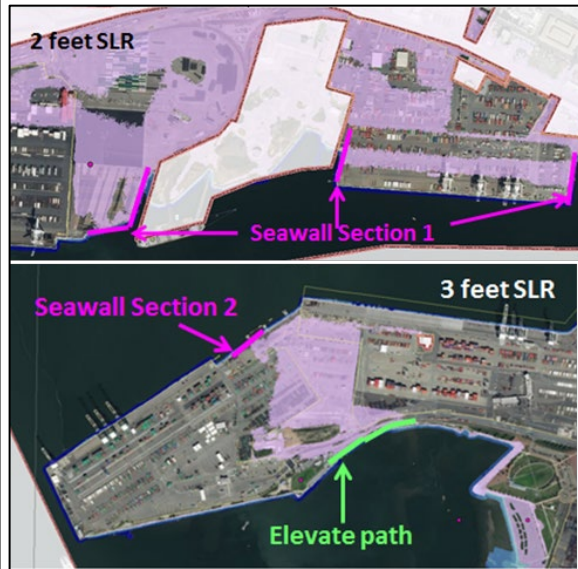 2 feet SLR
Seawall Section 1
3 feet SLR
Seawall Section 2
Elevate path